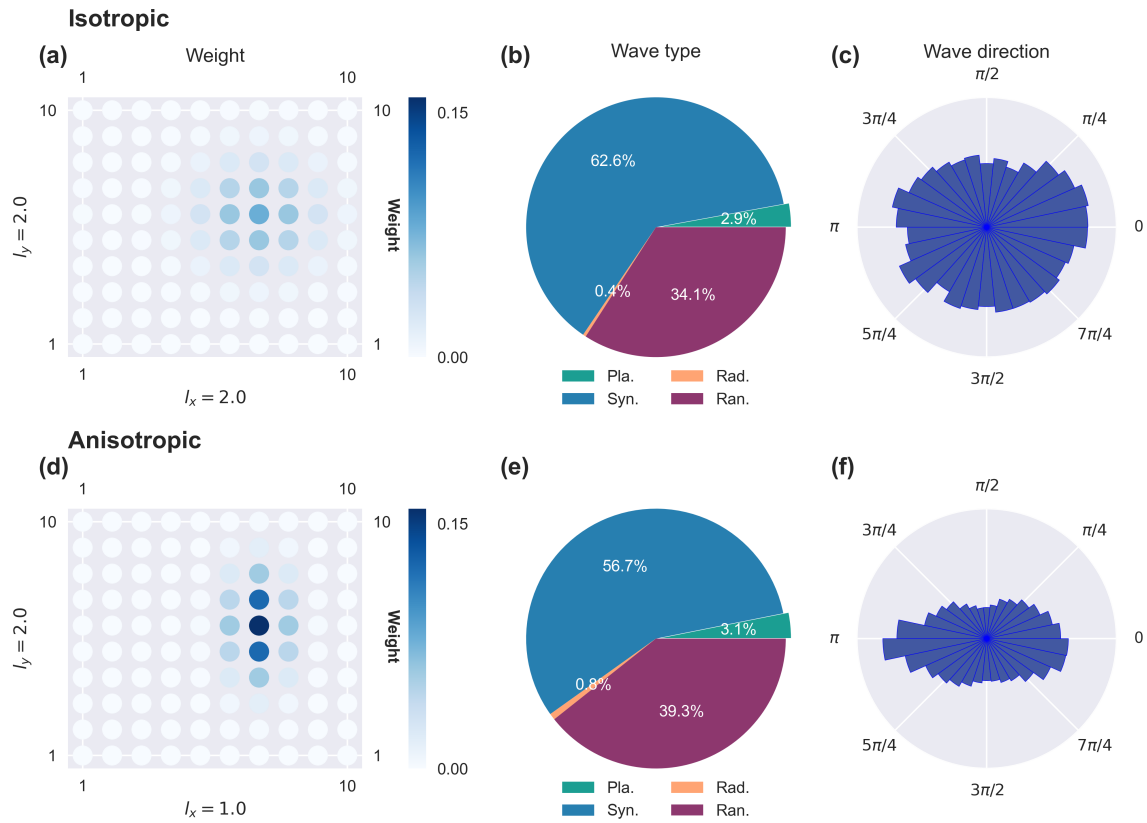 Isotropic
(a)
Weight
1
10
10
10
0.15
l_y = 2.0
Weight
1
1
0.00
1
10
l_x = 2.0
(b)
Wave type
62.6%
2.9%
0.4%
34.1%
Pla.
Rad.
Syn.
Ran.
(c)
Wave direction
π/2
3π/4
π/4
π
0
5π/4
7π/4
3π/2
Anisotropic
(d)
1
10
10
10
0.15
l_y = 2.0
Weight
1
1
0.00
1
10
l_x = 1.0
(e)
56.7%
3.1%
0.8%
39.3%
Pla.
Rad.
Syn.
Ran.
(f)
π/2
3π/4
π/4
π
0
5π/4
7π/4
3π/2